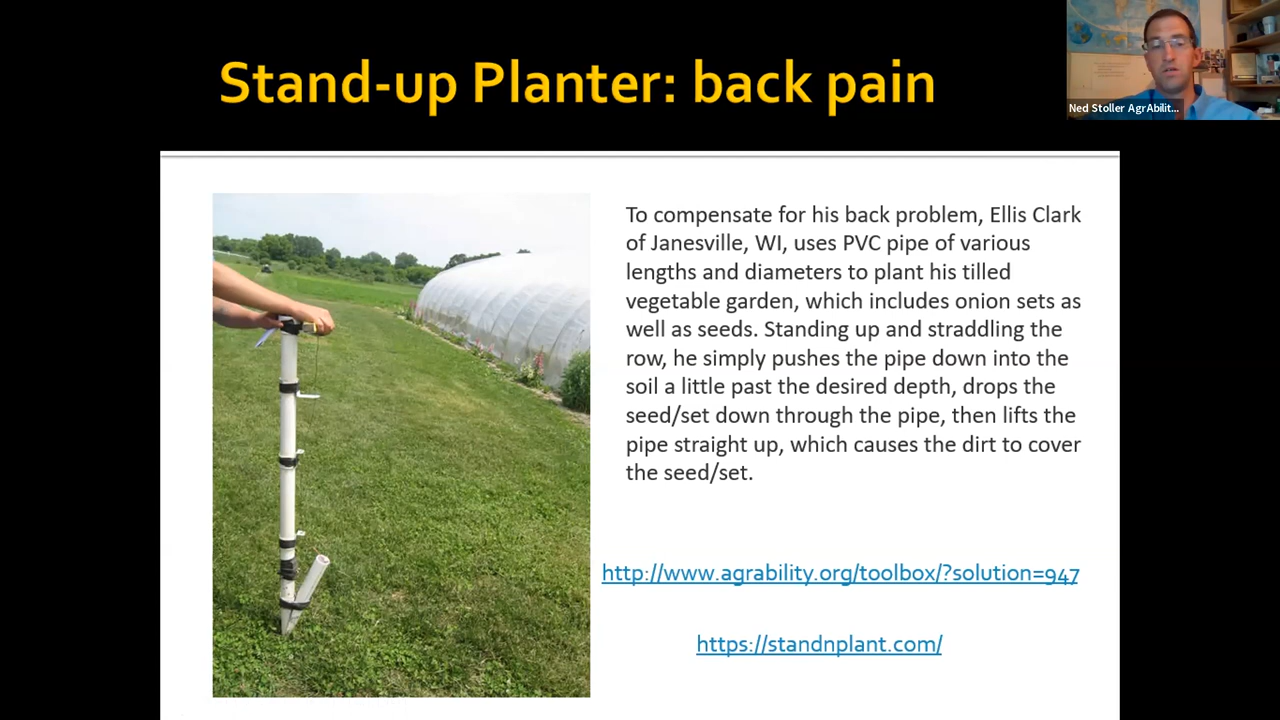 Stand-up Planter: back pain
Ned Stoller AgrAbilit...
To compensate for his back problem, Ellis Clark
of Janesville, WI, uses PVC pipe of various
lengths and diameters to plant his tilled
vegetable garden, which includes onion sets as
well as seeds. Standing up and straddling the
row, he simply pushes the pipe down into the
soil a little past the desired depth, drops the
seed/set down through the pipe, then lifts the
pipe straight up, which causes the dirt to cover
the seed/set.
http://www.agrability.org/toolbox/?solution=947
https://standnplant.com/